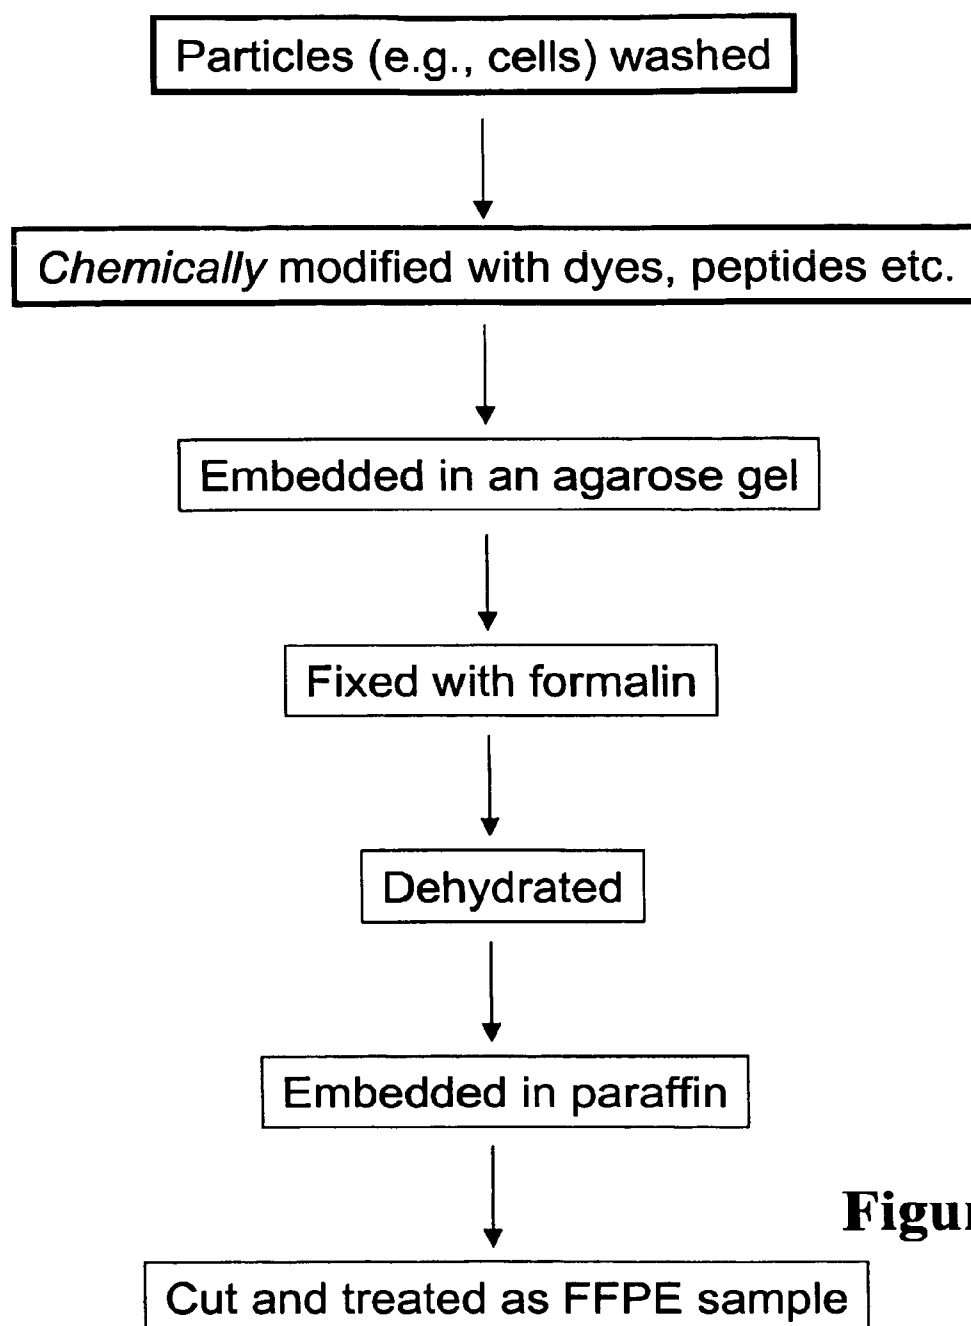 Particles (e.g., cells) washed
Chemically modified with dyes, peptides etc.
Embedded in an agarose gel
Fixed with formalin
Dehydrated
Embedded in paraffin
Cut and treated as FFPE sample